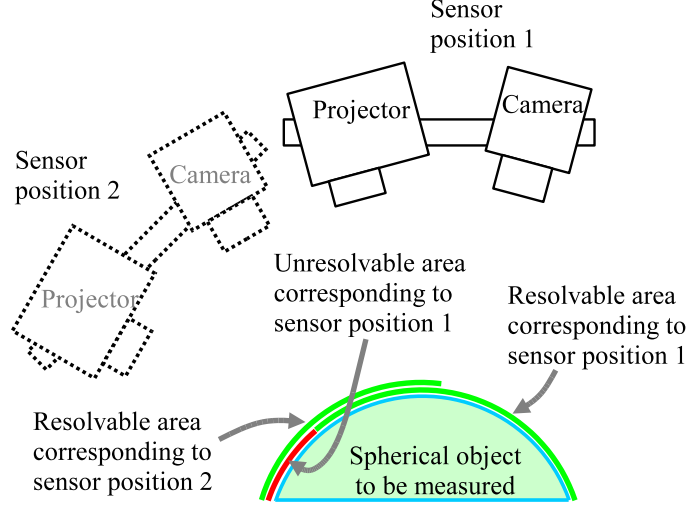 Sensor
position 1
Projector
Camera
Sensor
position 2
Camera
Projector
Unresolvable area
corresponding to
sensor position 1
Resolvable area
corresponding to
sensor position 1
Resolvable area
corresponding to
sensor position 2
Spherical object
to be measured